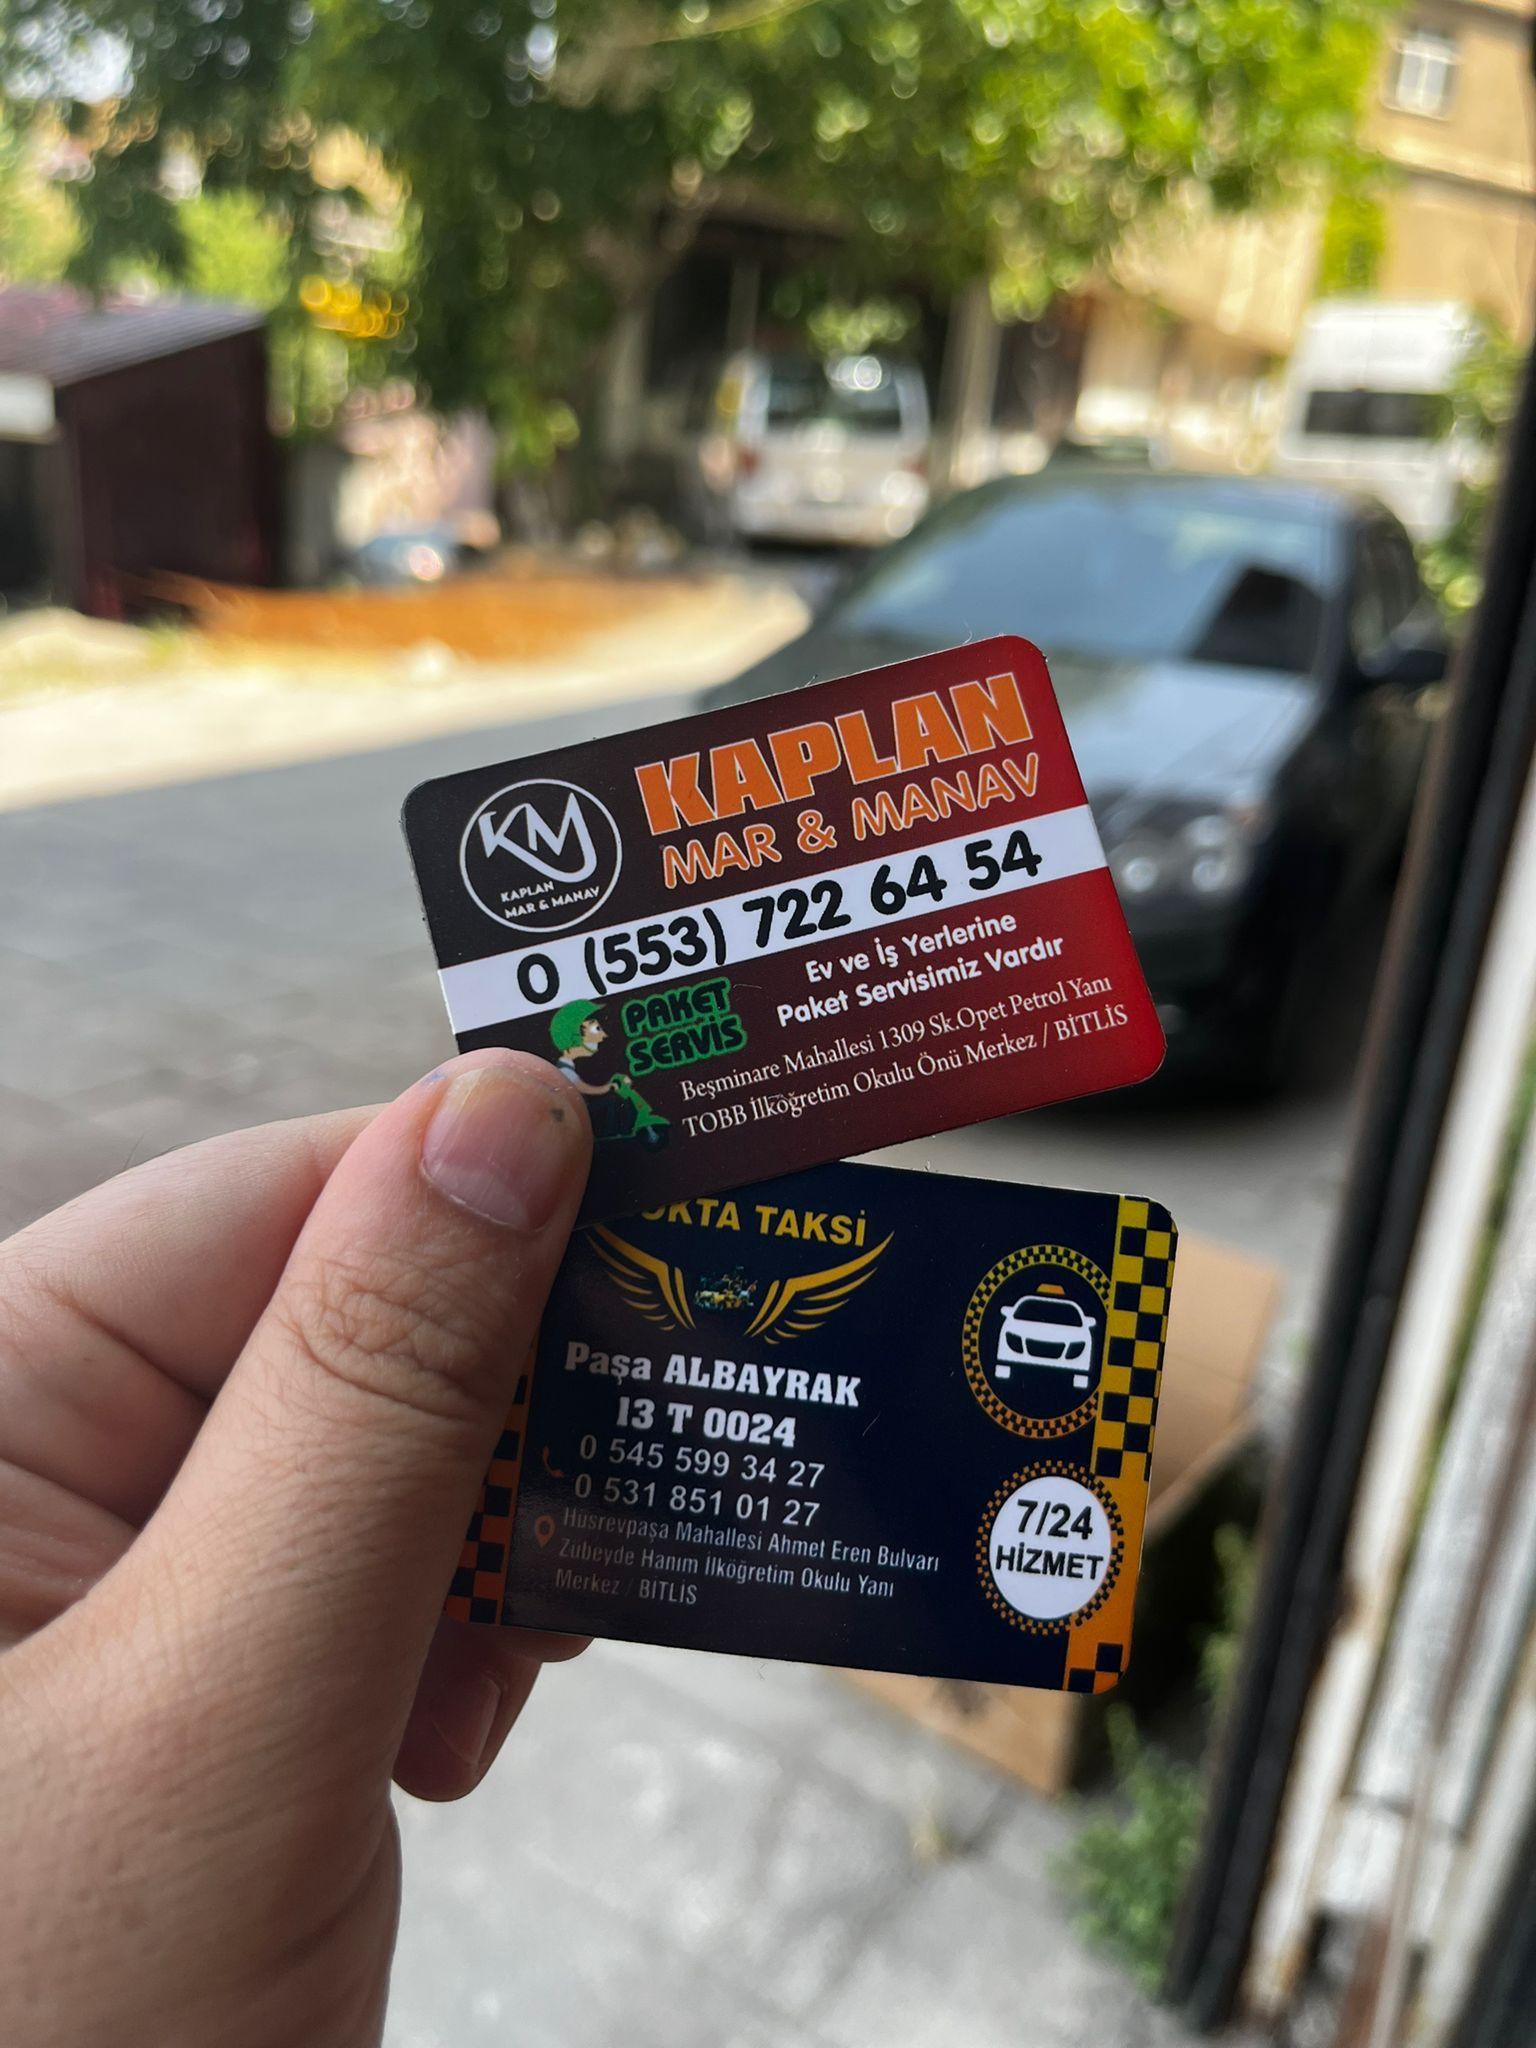 KM
KAPLAN
MAR & MANAV
KAPLAN
MAR & MANAV
0 (553) 722 64 54
PAKET
SERVİS
Ev ve İş Yerlerine
Paket Servisimiz Vardır
Beşminare Mahallesi 1309 Sk.Opet Petrol Yanı
TOBB İlköğretim Okulu Önü Merkez / BİTLİS
OKTA TAKSİ
Paşa ALBAYRAK
13 T 0024
0 545 599 34 27
0 531 851 01 27
Hüsrevpaşa Mahallesi Ahmet Eren Bulvarı
Zübeyde Hanım İlköğretim Okulu Yanı
Merkez / BİTLİS
7/24
HİZMET